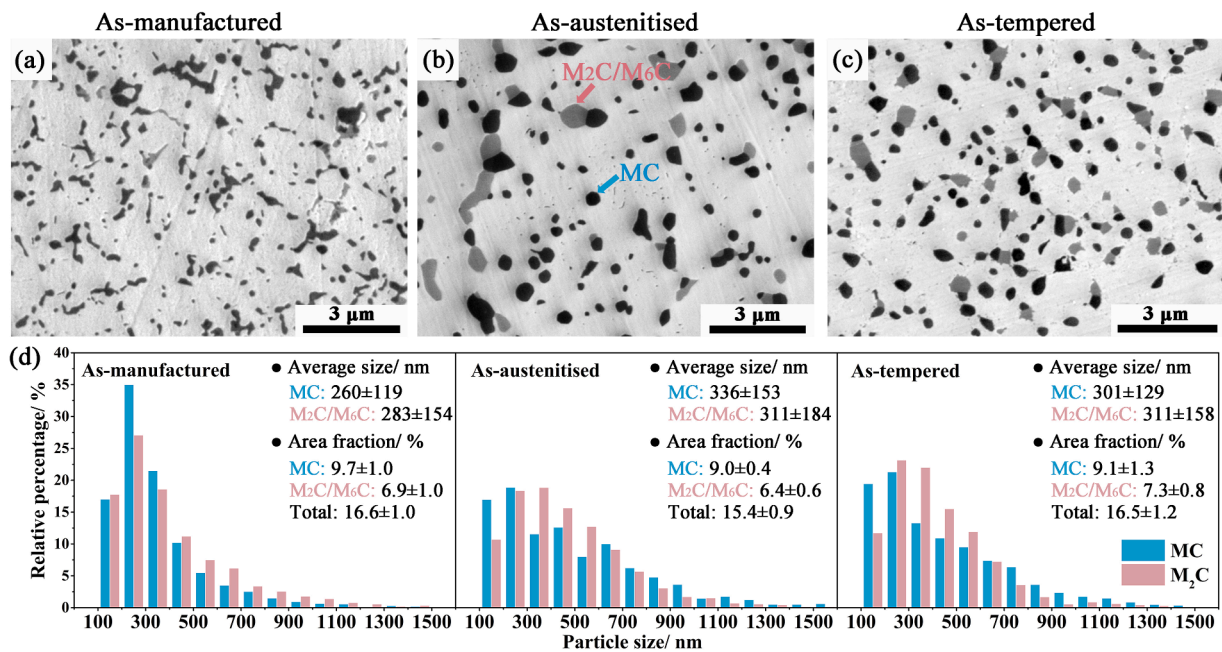 As-manufactured
As-austenitised
As-tempered
(a)
(b)
(c)
M₂C/M₆C
MC
3 μm
3 μm
3 μm
(d)
Relative percentage/ %
40
35
30
25
20
15
10
5
0
As-manufactured
● Average size/ nm
MC: 260±119
M₂C/M₆C: 283±154
● Area fraction/ %
MC: 9.7±1.0
M₂C/M₆C: 6.9±1.0
Total: 16.6±1.0
As-austenitised
● Average size/ nm
MC: 336±153
M₂C/M₆C: 311±184
● Area fraction/ %
MC: 9.0±0.4
M₂C/M₆C: 6.4±0.6
Total: 15.4±0.9
As-tempered
● Average size/ nm
MC: 301±129
M₂C/M₆C: 311±158
● Area fraction/ %
MC: 9.1±1.3
M₂C/M₆C: 7.3±0.8
Total: 16.5±1.2
MC
M₂C
100 300 500 700 900 1100 1300 1500 100 300 500 700 900 1100 1300 1500 100 300 500 700 900 1100 1300 1500
Particle size/ nm